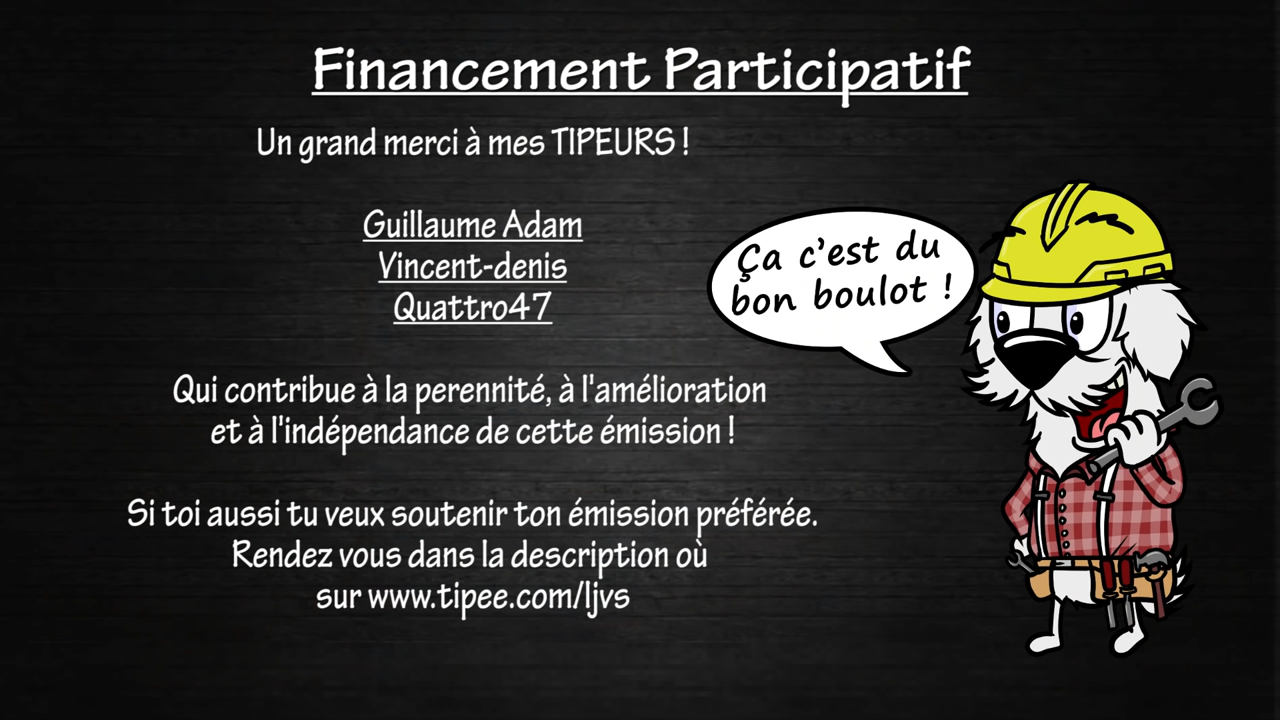 Financement Participatif
Un grand merci à mes TIPEURS !
Guillaume Adam
Vincent-denis
Quattro47
Qui contribue à la perennité, à l'amélioration
et à l'indépendance de cette émission !
Si toi aussi tu veux soutenir ton émission préférée.
Rendez vous dans la description où
sur www.tipee.com/ljvs
Ça c'est du
bon boulot !